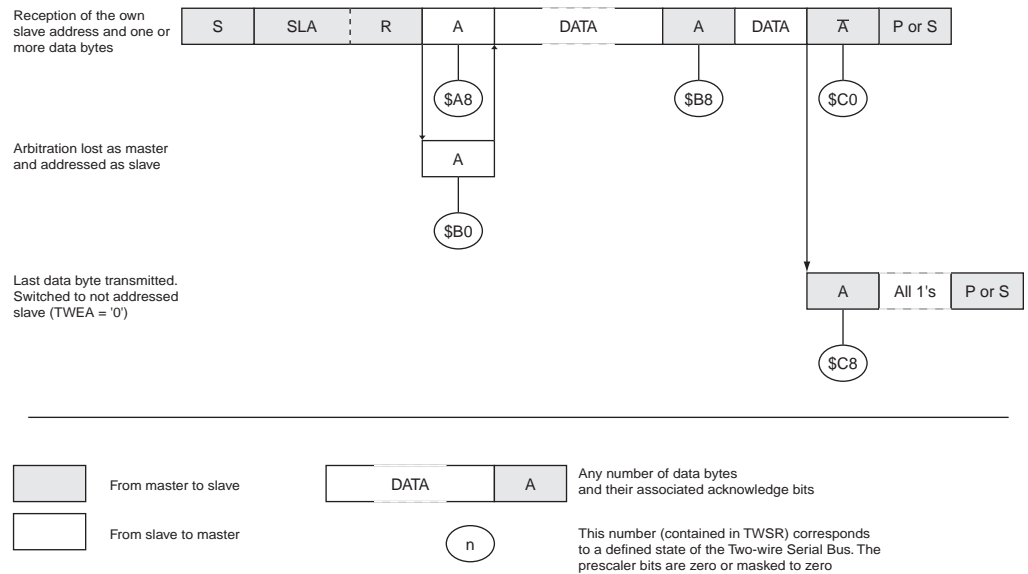 Reception of the own
slave address and one or
more data bytes
S SLA R A DATA A DATA A̅ P or S
$A8 $B8 $C0
Arbitration lost as master
and addressed as slave
A
$B0
Last data byte transmitted.
Switched to not addressed
slave (TWEA = '0')
A All 1's P or S
$C8
From master to slave
DATA A
Any number of data bytes
and their associated acknowledge bits
From slave to master
n
This number (contained in TWSR) corresponds
to a defined state of the Two-wire Serial Bus. The
prescaler bits are zero or masked to zero